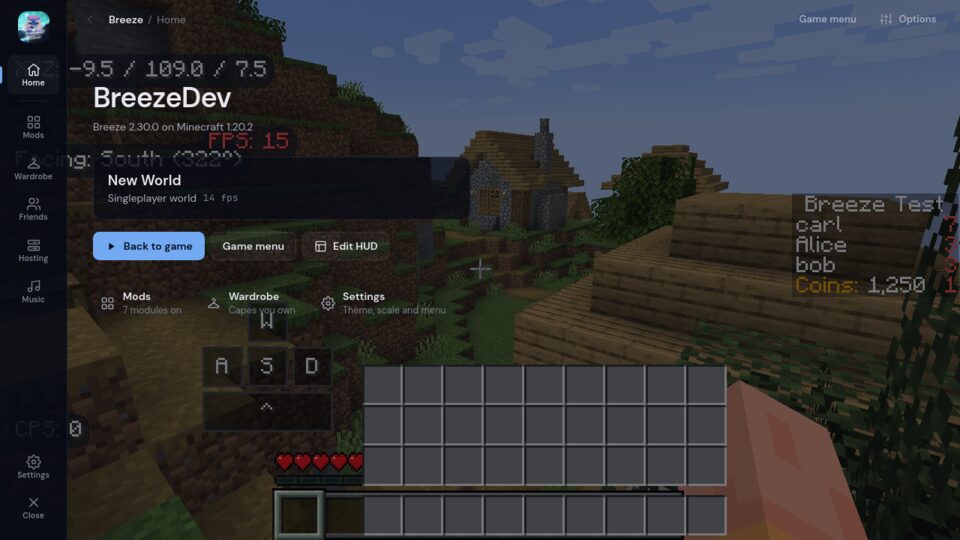 Breeze / Home
Game menu
Options
Home
-9.5 / 109.0 / 7.5
BreezeDev
Breeze 2.30.0 on Minecraft 1.20.2
FPS: 15
Mods
Facing: South (322°)
Wardrobe
New World
Singleplayer world 14 fps
Friends
Breeze Test
carl
Alice
bob
Coins: 1,250
Hosting
Back to game
Game menu
Edit HUD
Music
Mods
7 modules on
Wardrobe
Capes you own
Settings
Theme, scale and menu
W
A S D
^
CPS: 0
Settings
Close